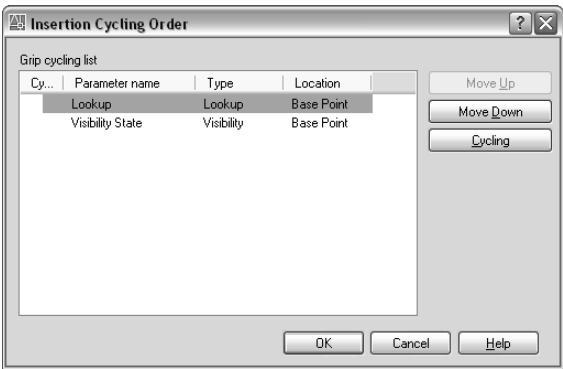 Insertion Cycling Order
Grip cycling list
Cy... Parameter name Type Location
Lookup Lookup Base Point
Visibility State Visibility Base Point
Move Up
Move Down
Cycling
OK Cancel Help